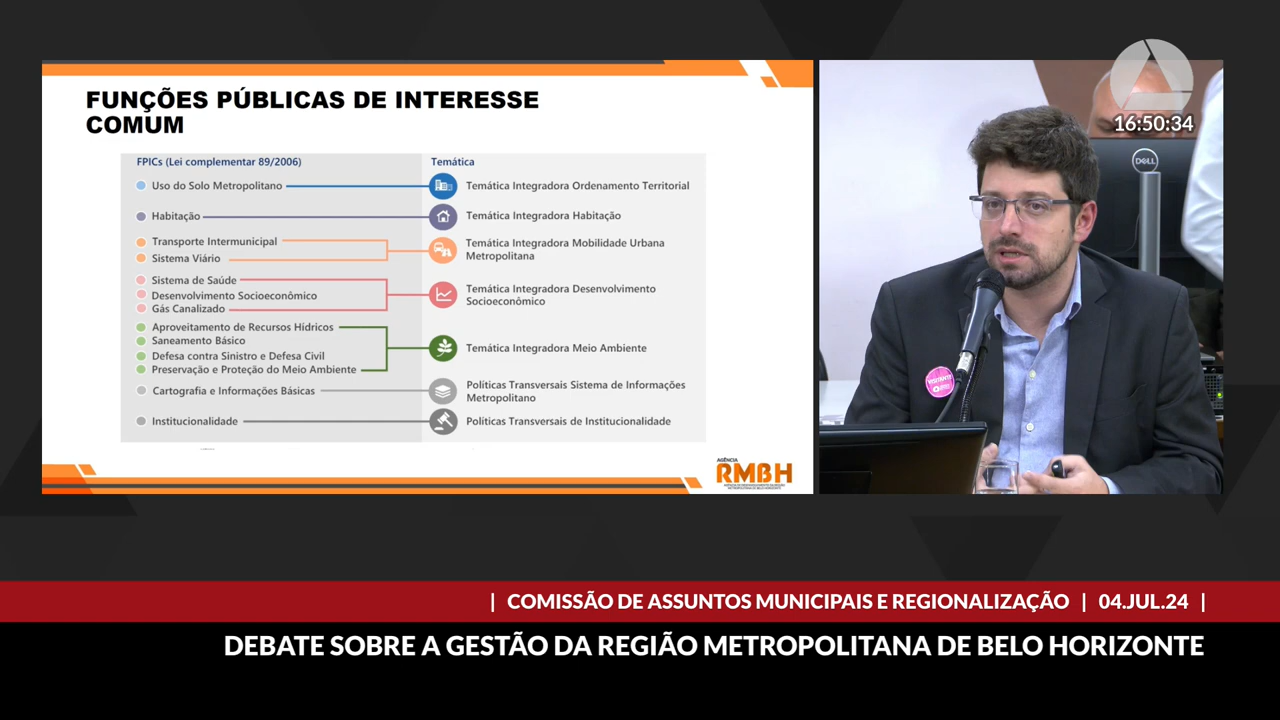 FUNÇÕES PÚBLICAS DE INTERESSE
COMUM
FPICs (Lei complementar 89/2006)
Temática
Uso do Solo Metropolitano
Temática Integradora Ordenamento Territorial
Habitação
Temática Integradora Habitação
Transporte Intermunicipal
Sistema Viário
Temática Integradora Mobilidade Urbana
Metropolitana
Sistema de Saúde
Desenvolvimento Socioeconômico
Gás Canalizado
Temática Integradora Desenvolvimento
Socioeconômico
Aproveitamento de Recursos Hídricos
Saneamento Básico
Defesa contra Sinistro e Defesa Civil
Preservação e Proteção do Meio Ambiente
Temática Integradora Meio Ambiente
Cartografia e Informações Básicas
Políticas Transversais Sistema de Informações
Metropolitano
Institucionalidade
Políticas Transversais de Institucionalidade
AGÊNCIA
RMBH
16:50:34
DELL
| COMISSÃO DE ASSUNTOS MUNICIPAIS E REGIONALIZAÇÃO | 04.JUL.24 |
DEBATE SOBRE A GESTÃO DA REGIÃO METROPOLITANA DE BELO HORIZONTE